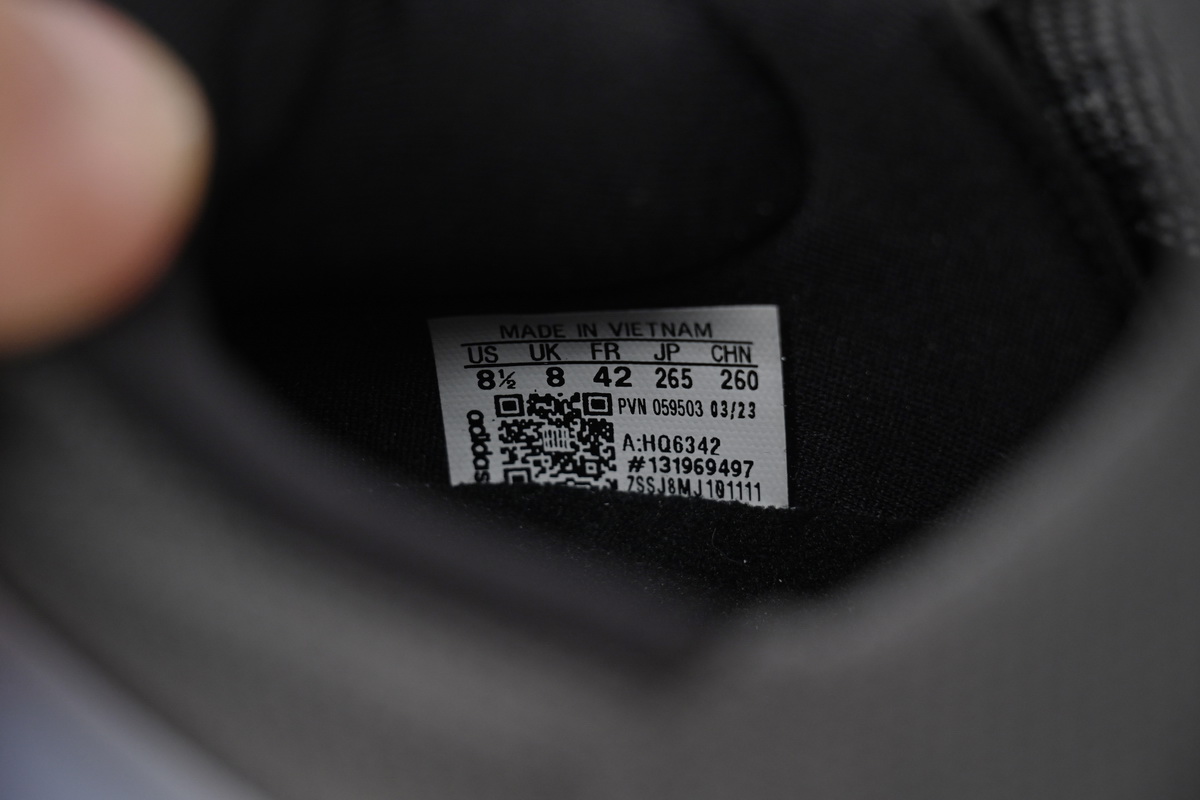 MADE IN VIETNAM
US UK FR JP CHN
8½ 8 42 265 260
PVN 059503 03/23
adidas
A:HQ6342
#131969497
7SSJ8MJ101111